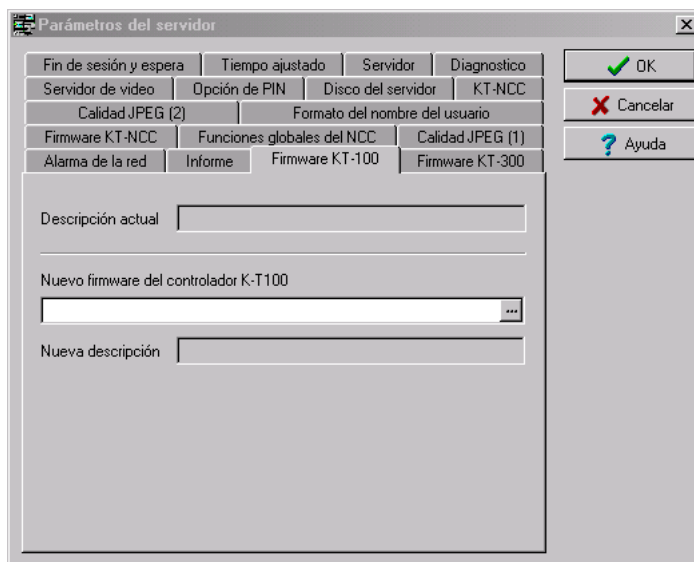 Parámetros del servidor
Fin de sesión y espera Tiempo ajustado Servidor Diagnostico
OK
Servidor de video Opción de PIN Disco del servidor KT-NCC
Calidad JPEG (2) Formato del nombre del usuario
Cancelar
Firmware KT-NCC Funciones globales del NCC Calidad JPEG (1)
Ayuda
Alarma de la red Informe Firmware KT-100 Firmware KT-300
Descripción actual
Nuevo firmware del controlador K-T100
...
Nueva descripción